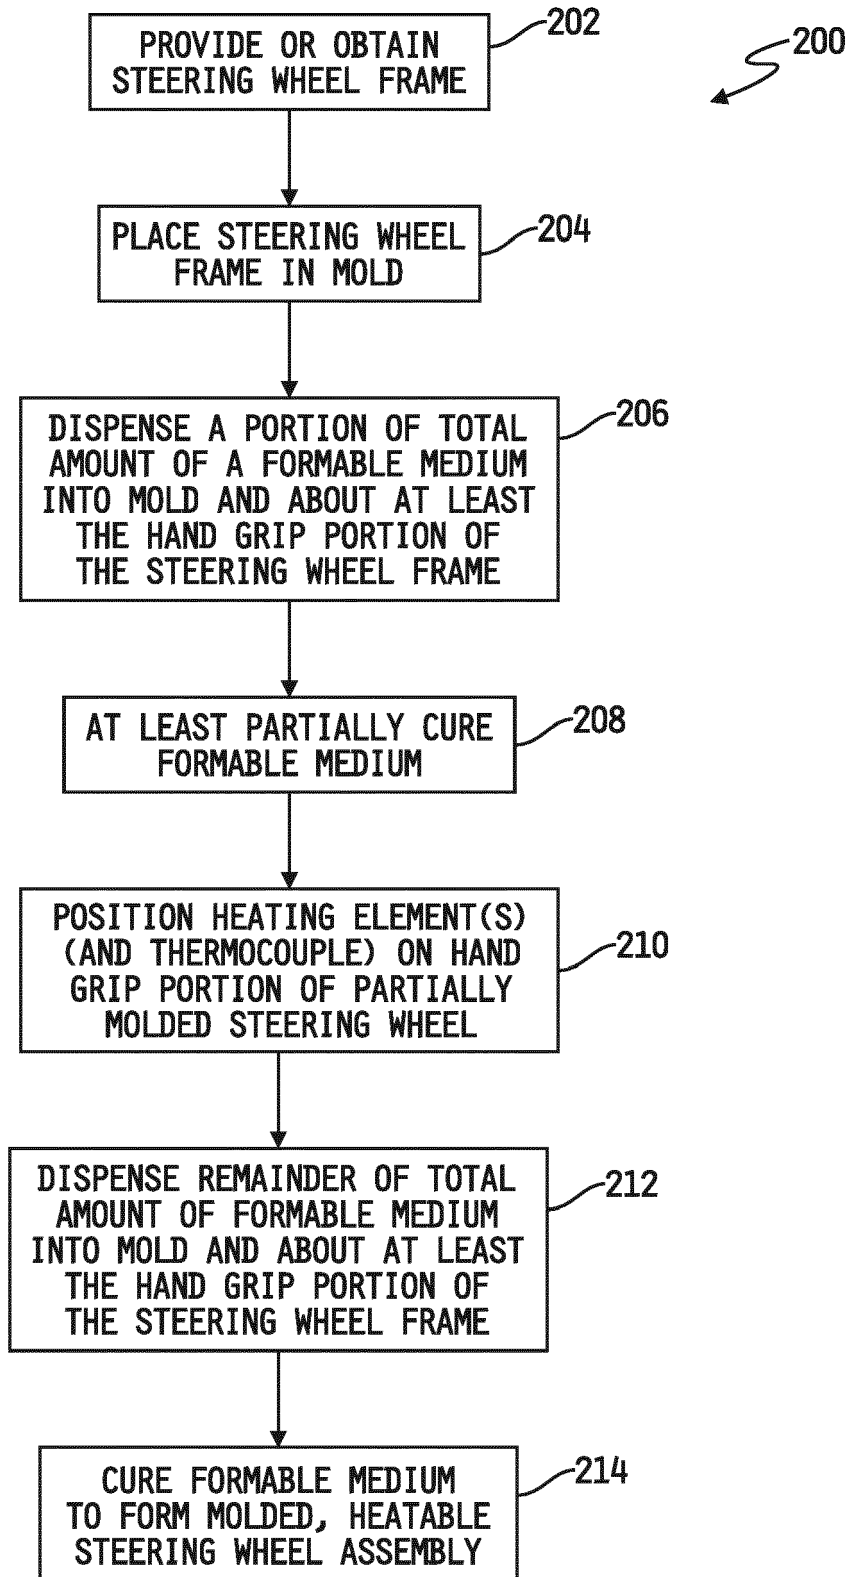 202
PROVIDE OR OBTAIN
STEERING WHEEL FRAME
200
204
PLACE STEERING WHEEL
FRAME IN MOLD
206
DISPENSE A PORTION OF TOTAL
AMOUNT OF A FORMABLE MEDIUM
INTO MOLD AND ABOUT AT LEAST
THE HAND GRIP PORTION OF
THE STEERING WHEEL FRAME
208
AT LEAST PARTIALLY CURE
FORMABLE MEDIUM
210
POSITION HEATING ELEMENT(S)
(AND THERMOCOUPLE) ON HAND
GRIP PORTION OF PARTIALLY
MOLDED STEERING WHEEL
212
DISPENSE REMAINDER OF TOTAL
AMOUNT OF FORMABLE MEDIUM
INTO MOLD AND ABOUT AT LEAST
THE HAND GRIP PORTION OF
THE STEERING WHEEL FRAME
214
CURE FORMABLE MEDIUM
TO FORM MOLDED, HEATABLE
STEERING WHEEL ASSEMBLY